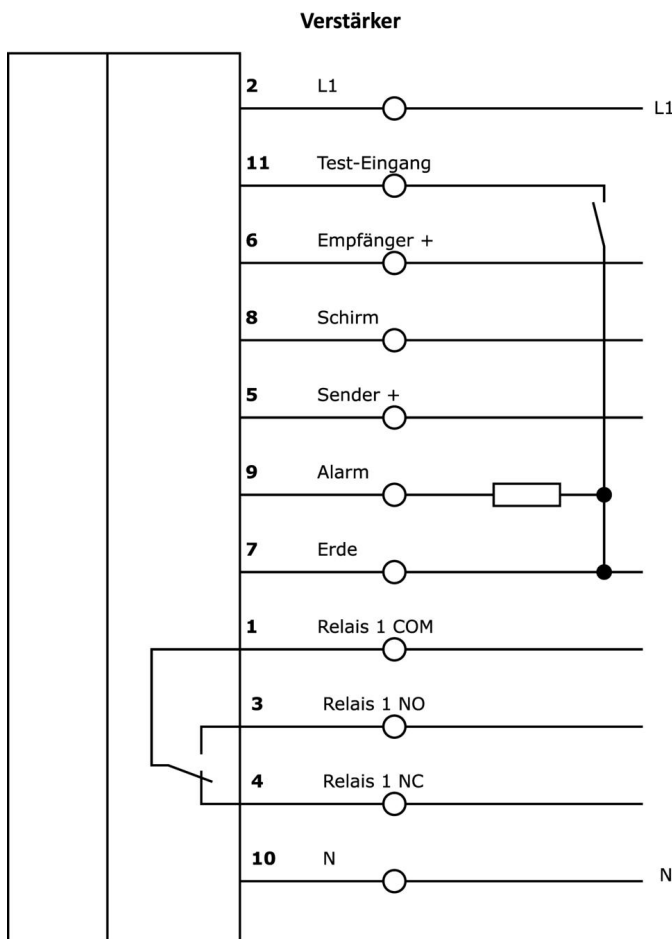 Verstärker
2 L1
L1
11 Test-Eingang
6 Empfänger +
8 Schirm
5 Sender +
9 Alarm
7 Erde
1 Relais 1 COM
3 Relais 1 NO
4 Relais 1 NC
10 N
N